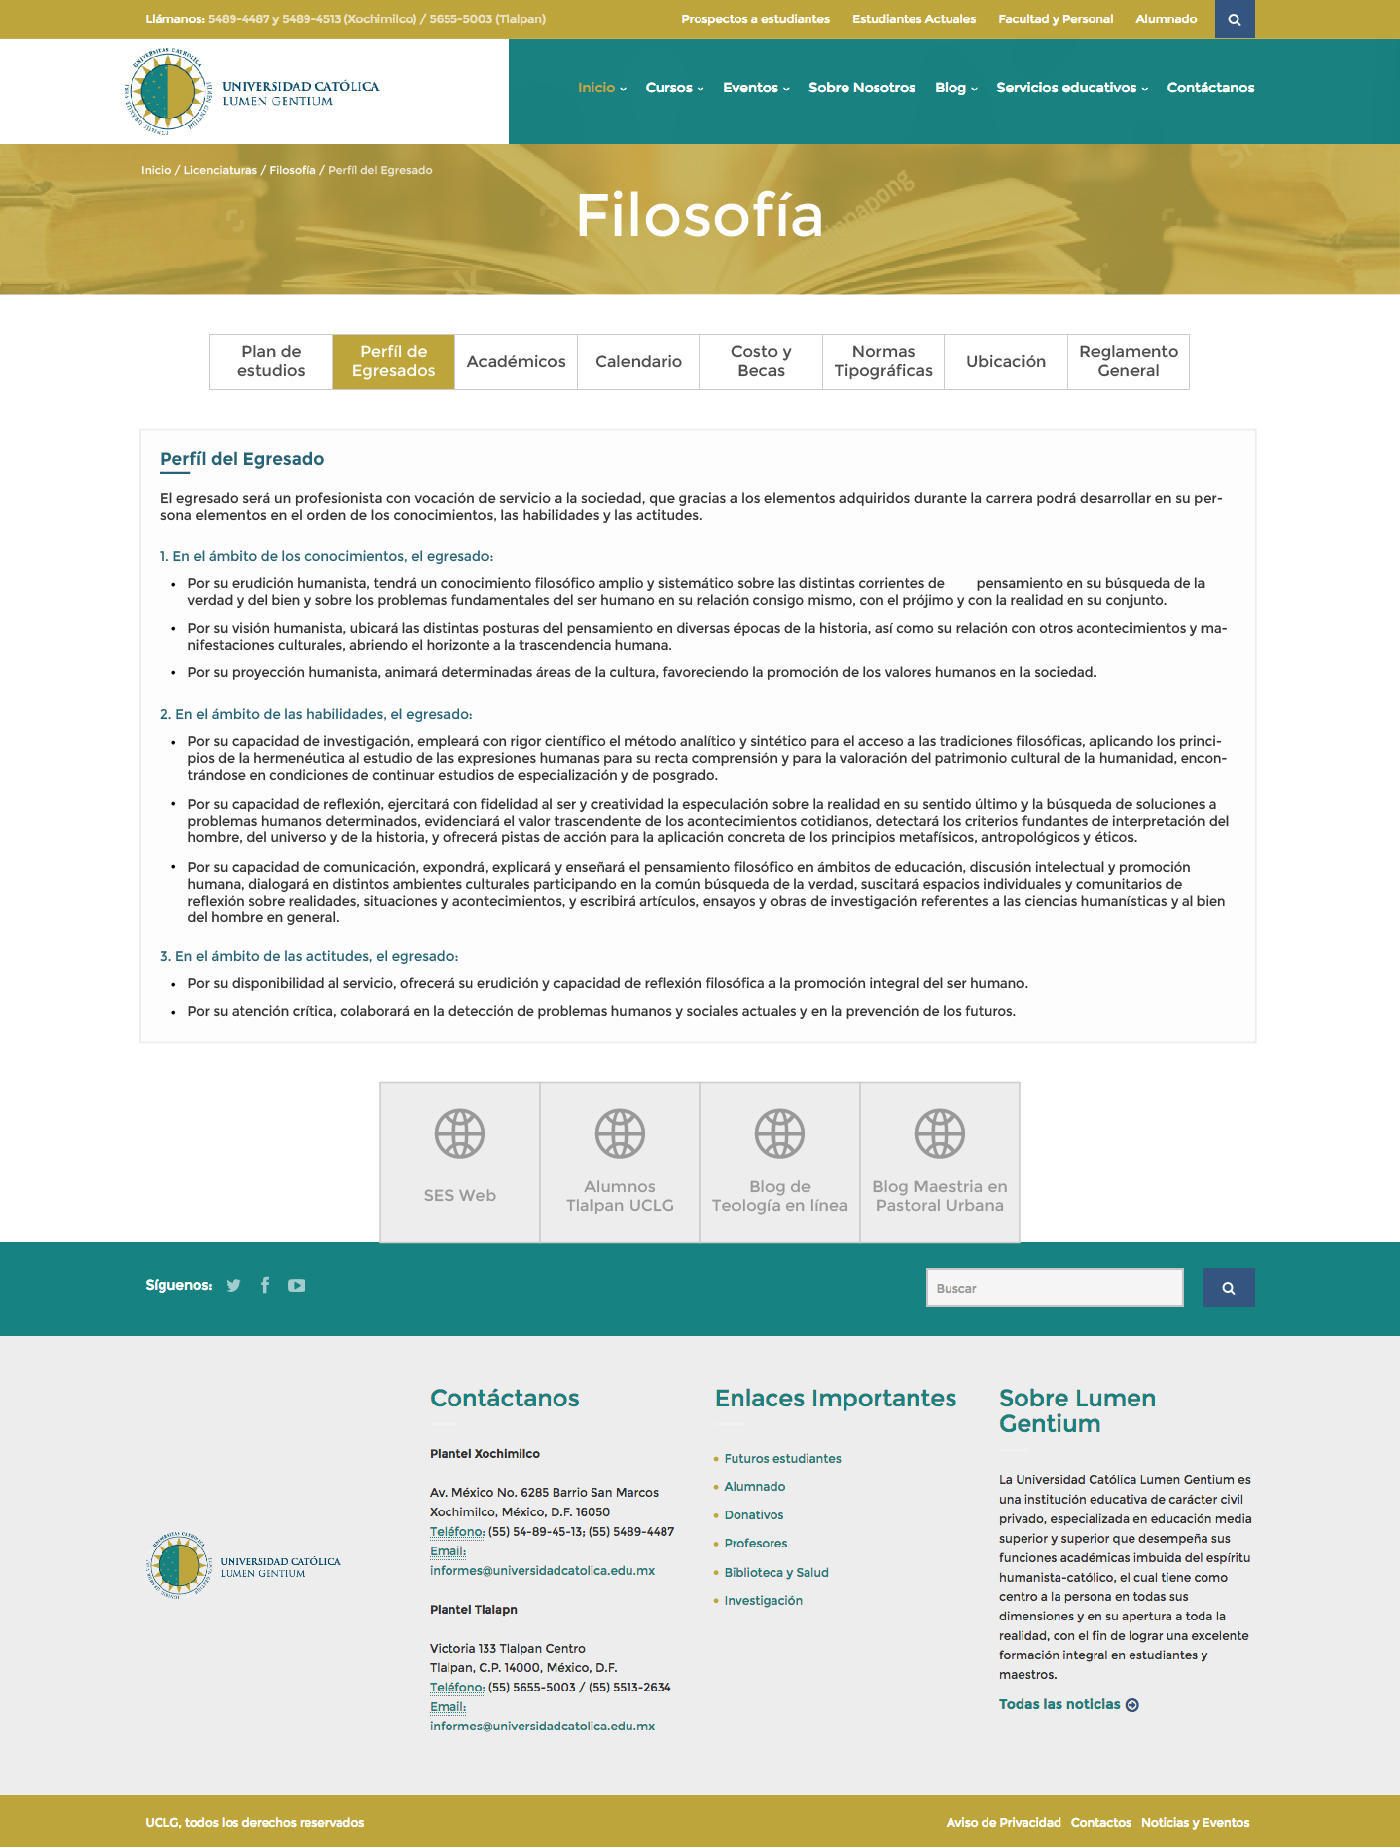 Llámanos: 5489-4487 y 5489-4513 (Xochimilco) / 5655-5003 (Tlalpan)
Prospectos a estudiantes Estudiantes Actuales Facultad y Personal Alumnado
UNIVERSIDAD CATÓLICA
LUMEN GENTIUM
Inicio Cursos Eventos Sobre Nosotros Blog Servicios educativos Contáctanos
Inicio / Licenciaturas / Filosofía / Perfíl del Egresado
Filosofía
Plan de
estudios
Perfíl de
Egresados
Académicos
Calendario
Costo y
Becas
Normas
Tipográficas
Ubicación
Reglamento
General
Perfíl del Egresado
El egresado será un profesionista con vocación de servicio a la sociedad, que gracias a los elementos adquiridos durante la carrera podrá desarrollar en su per-
sona elementos en el orden de los conocimientos, las habilidades y las actitudes.
1. En el ámbito de los conocimientos, el egresado:
• Por su erudición humanista, tendrá un conocimiento filosófico amplio y sistemático sobre las distintas corrientes de pensamiento en su búsqueda de la
verdad y del bien y sobre los problemas fundamentales del ser humano en su relación consigo mismo, con el prójimo y con la realidad en su conjunto.
• Por su visión humanista, ubicará las distintas posturas del pensamiento en diversas épocas de la historia, así como su relación con otros acontecimientos y ma-
nifestaciones culturales, abriendo el horizonte a la trascendencia humana.
• Por su proyección humanista, animará determinadas áreas de la cultura, favoreciendo la promoción de los valores humanos en la sociedad.
2. En el ámbito de las habilidades, el egresado:
• Por su capacidad de investigación, empleará con rigor científico el método analítico y sintético para el acceso a las tradiciones filosóficas, aplicando los princi-
pios de la hermenéutica al estudio de las expresiones humanas para su recta comprensión y para la valoración del patrimonio cultural de la humanidad, encon-
trándose en condiciones de continuar estudios de especialización y de posgrado.
• Por su capacidad de reflexión, ejercitará con fidelidad al ser y creatividad la especulación sobre la realidad en su sentido último y la búsqueda de soluciones a
problemas humanos determinados, evidenciará el valor trascendente de los acontecimientos cotidianos, detectará los criterios fundantes de interpretación del
hombre, del universo y de la historia, y ofrecerá pistas de acción para la aplicación concreta de los principios metafísicos, antropológicos y éticos.
• Por su capacidad de comunicación, expondrá, explicará y enseñará el pensamiento filosófico en ámbitos de educación, discusión intelectual y promoción
humana, dialogará en distintos ambientes culturales participando en la común búsqueda de la verdad, suscitará espacios individuales y comunitarios de
reflexión sobre realidades, situaciones y acontecimientos, y escribirá artículos, ensayos y obras de investigación referentes a las ciencias humanísticas y al bien
del hombre en general.
3. En el ámbito de las actitudes, el egresado:
• Por su disponibilidad al servicio, ofrecerá su erudición y capacidad de reflexión filosófica a la promoción integral del ser humano.
• Por su atención crítica, colaborará en la detección de problemas humanos y sociales actuales y en la prevención de los futuros.
SES Web
Alumnos
Tlalpan UCLG
Blog de
Teología en línea
Blog Maestria en
Pastoral Urbana
Síguenos:
Buscar
UNIVERSIDAD CATÓLICA
LUMEN GENTIUM
Contáctanos
Plantel Xochimilco
Av. México No. 6285 Barrio San Marcos
Xochimilco, México, D.F. 16050
Teléfono: (55) 54-89-45-13; (55) 5489-4487
Email:
informes@universidadcatolica.edu.mx
Plantel Tlalapn
Victoria 133 Tlalpan Centro
Tlalpan, C.P. 14000, México, D.F.
Teléfono: (55) 5655-5003 / (55) 5513-2634
Email:
informes@universidadcatolica.edu.mx
Enlaces Importantes
• Futuros estudiantes
• Alumnado
• Donativos
• Profesores
• Biblioteca y Salud
• Investigación
Sobre Lumen
Gentium
La Universidad Católica Lumen Gentium es
una institución educativa de carácter civil
privado, especializada en educación media
superior y superior que desempeña sus
funciones académicas imbuida del espíritu
humanista-católico, el cual tiene como
centro a la persona en todas sus
dimensiones y en su apertura a toda la
realidad, con el fin de lograr una excelente
formación integral en estudiantes y
maestros.
Todas las noticias
UCLG, todos los derechos reservados
Aviso de Privacidad Contactos Noticias y Eventos